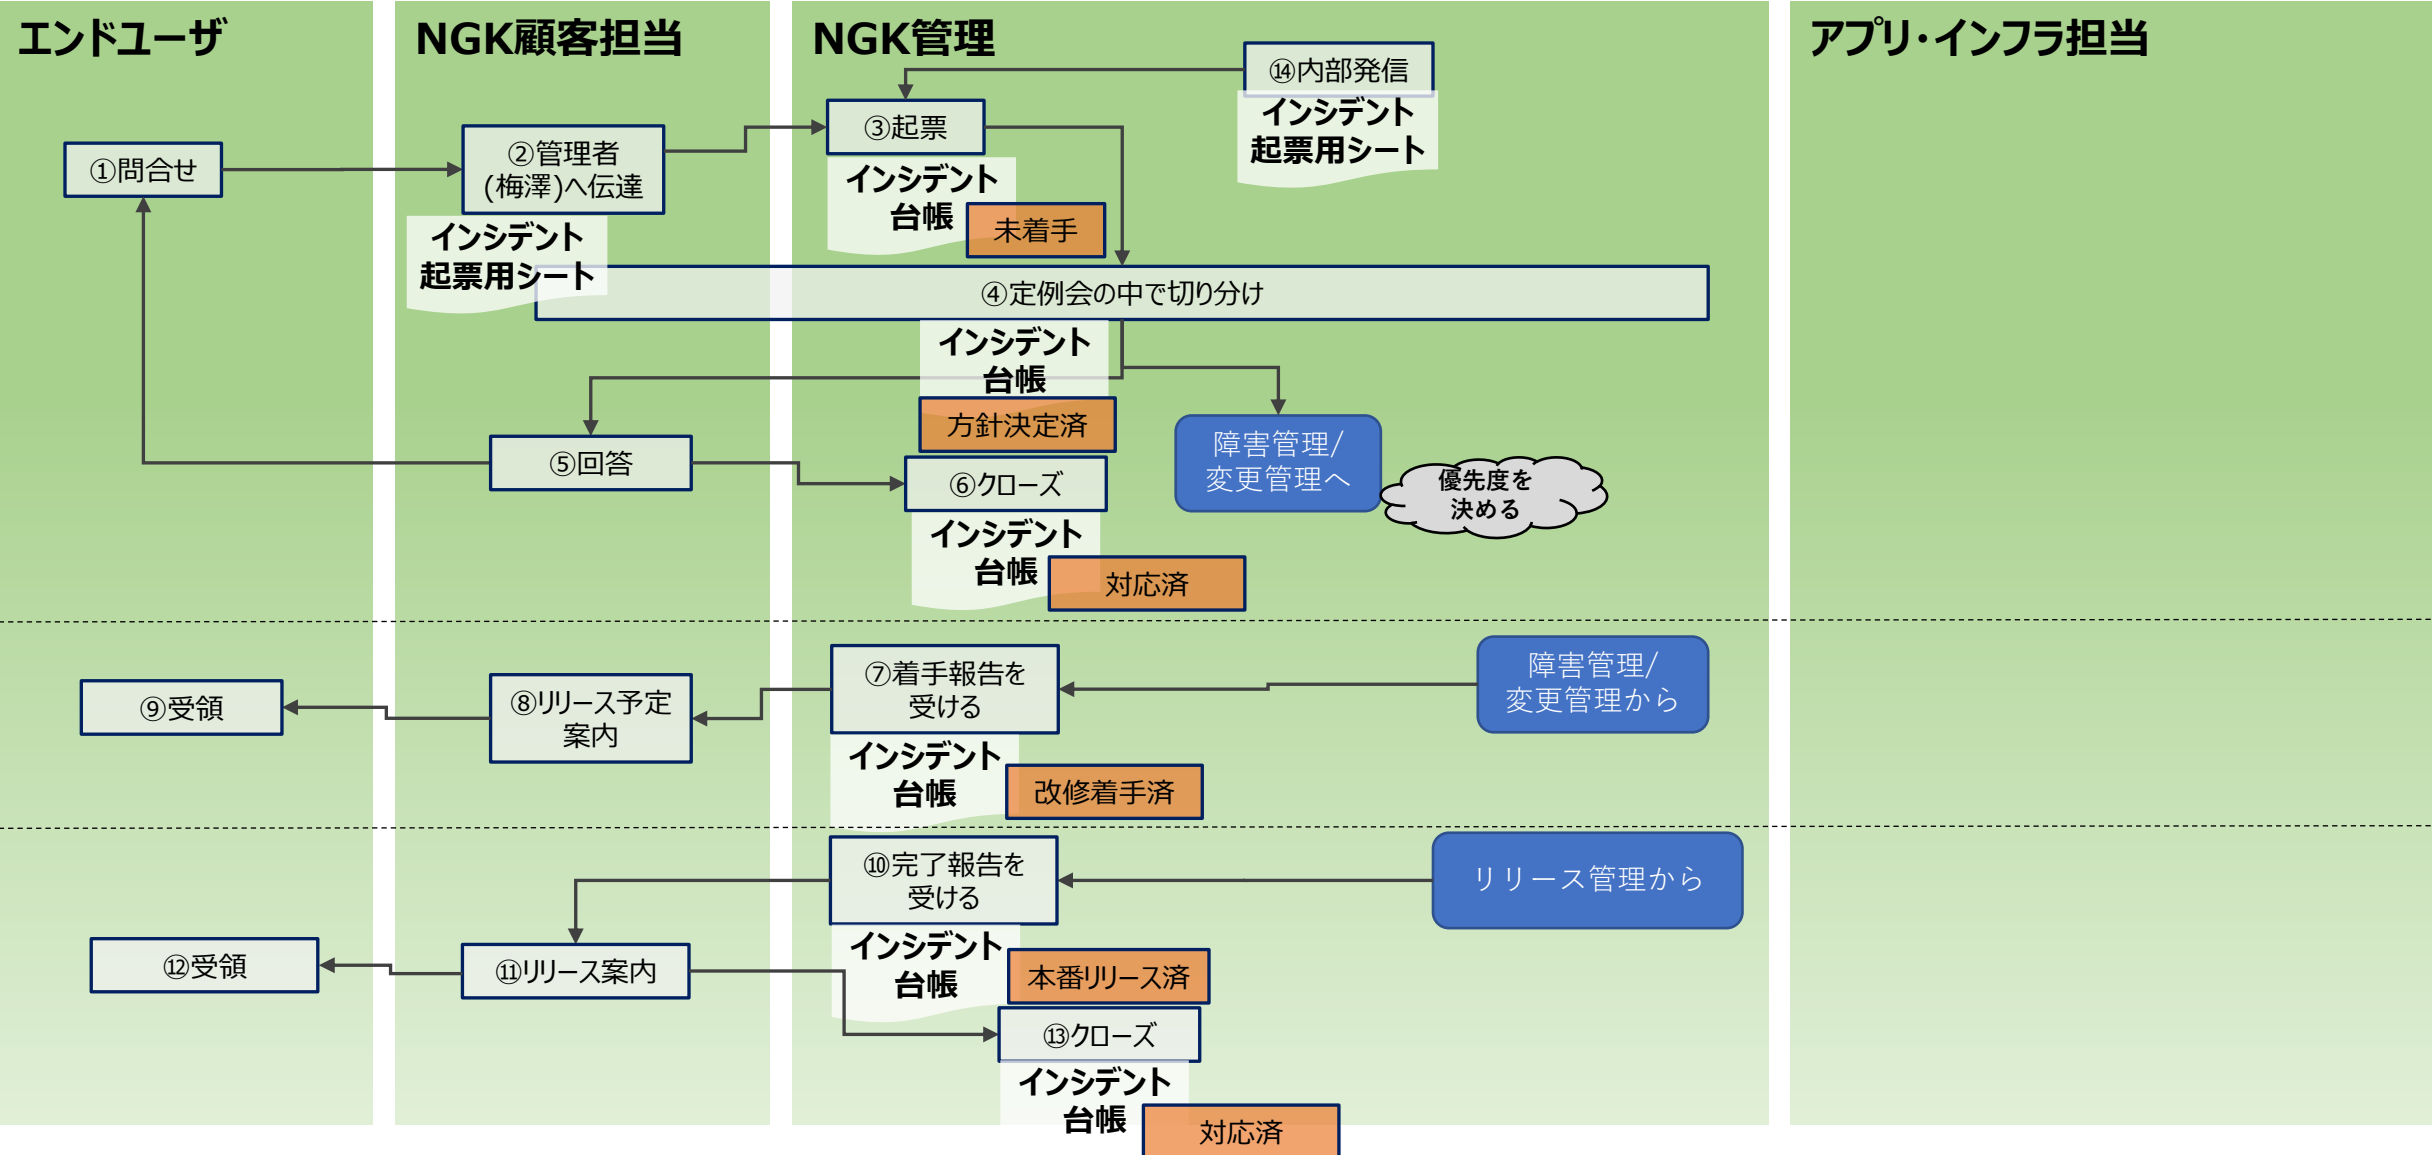 エンドユーザ
NGK顧客担当
NGK管理
アプリ・インフラ担当
⑭内部発信
インシデント
起票用シート
③起票
インシデント
台帳
未着手
①問合せ
②管理者
(梅澤)へ伝達
インシデント
起票用シート
④定例会の中で切り分け
インシデント
台帳
方針決定済
障害管理/
変更管理へ
優先度を
決める
⑤回答
⑥クローズ
インシデント
台帳
対応済
⑦着手報告を
受ける
障害管理/
変更管理から
⑨受領
⑧リリース予定
案内
インシデント
台帳
改修着手済
⑩完了報告を
受ける
リリース管理から
インシデント
台帳
本番リリース済
⑫受領
⑪リリース案内
⑬クローズ
インシデント
台帳
対応済